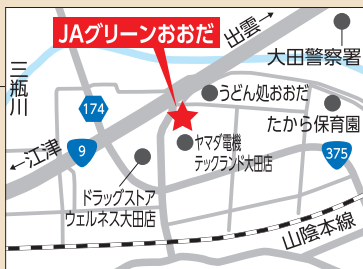 JAグリーンおおだ
出雲
大田警察署
三瓶川
うどん処おおだ
174
たから保育園
←江津
9
ヤマダ電機
テックランド大田店
375
ドラッグストア
ウェルネス大田店
山陰本線